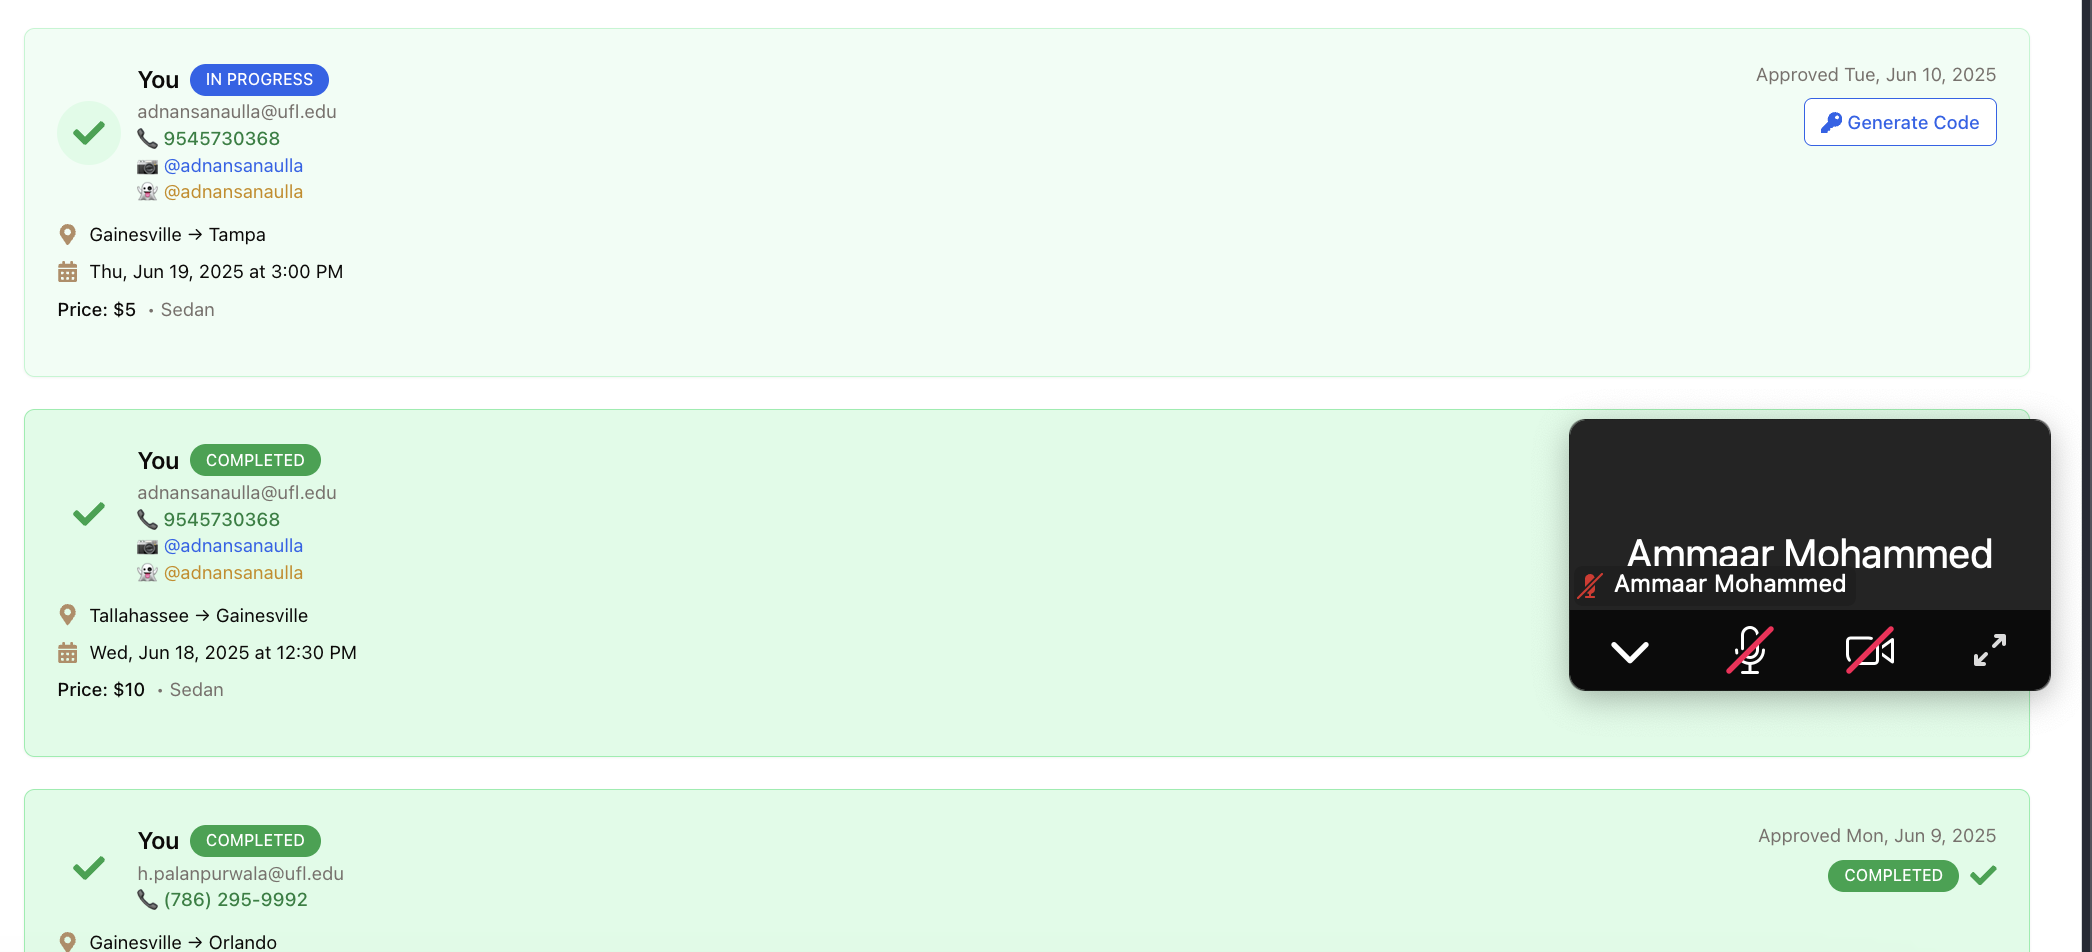 You IN PROGRESS
Approved Tue, Jun 10, 2025
adnansanaulla@ufl.edu
Generate Code
9545730368
@adnansanaulla
@adnansanaulla
Gainesville → Tampa
Thu, Jun 19, 2025 at 3:00 PM
Price: $5 • Sedan
You COMPLETED
adnansanaulla@ufl.edu
9545730368
@adnansanaulla
@adnansanaulla
Tallahassee → Gainesville
Wed, Jun 18, 2025 at 12:30 PM
Price: $10 • Sedan
Ammaar Mohammed
Ammaar Mohammed
You COMPLETED
Approved Mon, Jun 9, 2025
h.palanpurwala@ufl.edu
COMPLETED
(786) 295-9992
Gainesville → Orlando